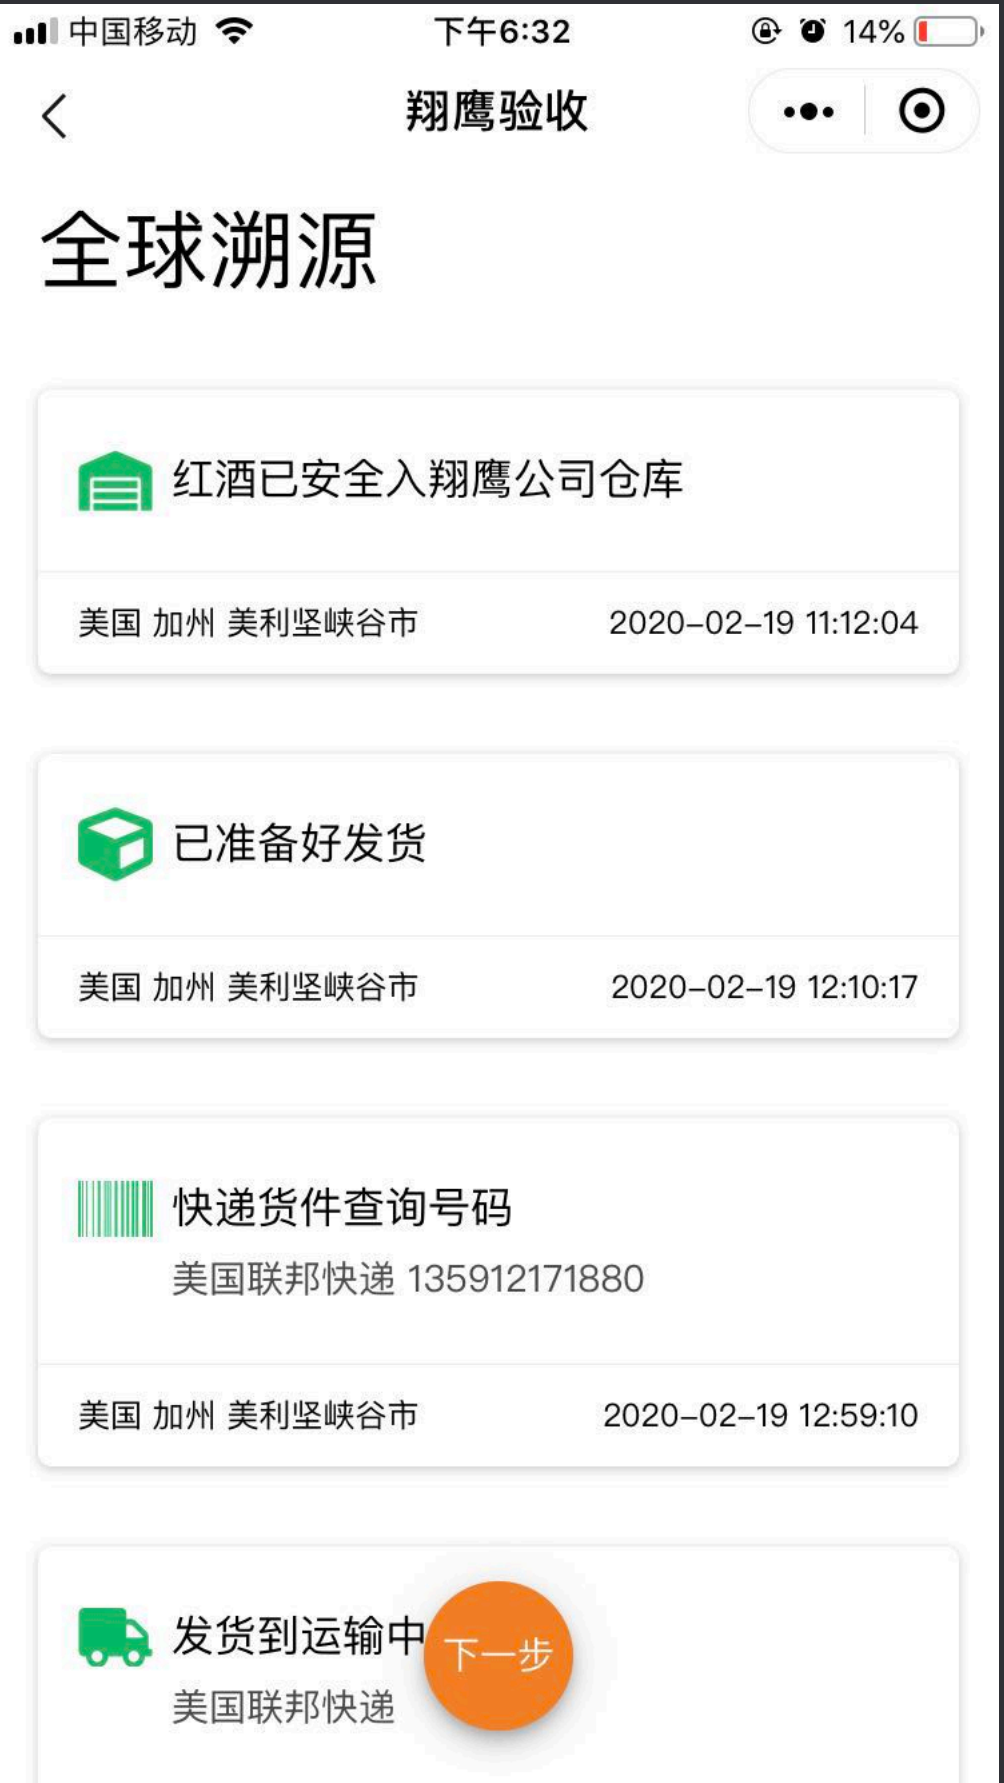 中国移动 下午6:32 14%
翔鹰验收
全球溯源
红酒已安全入翔鹰公司仓库
美国 加州 美利坚峡谷市 2020-02-19 11:12:04
已准备好发货
美国 加州 美利坚峡谷市 2020-02-19 12:10:17
快递货件查询号码
美国联邦快递 135912171880
美国 加州 美利坚峡谷市 2020-02-19 12:59:10
发货到运输中
下一步
美国联邦快递